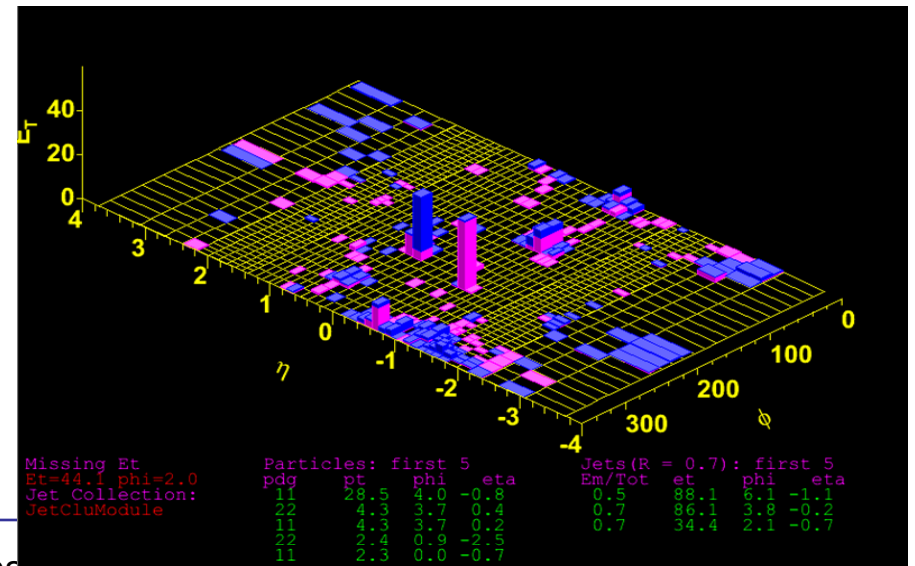 40
E_T
20
0
4
3
2
1
0
-1
-2
-3
-4
η
0
100
200
300
ϕ
Missing Et
Et=44.1 phi=2.0
Jet Collection:
JetCluModule
Particles: first 5
pdg pt phi eta
11 28.5 4.0 -0.8
22 4.3 3.7 0.4
11 4.3 3.7 0.2
22 2.4 0.9 -2.5
11 2.3 0.0 -0.7
Jets(R = 0.7): first 5
Em/Tot et phi eta
0.5 88.1 6.1 -1.1
0.7 86.1 3.8 -0.2
0.7 34.4 2.1 -0.7